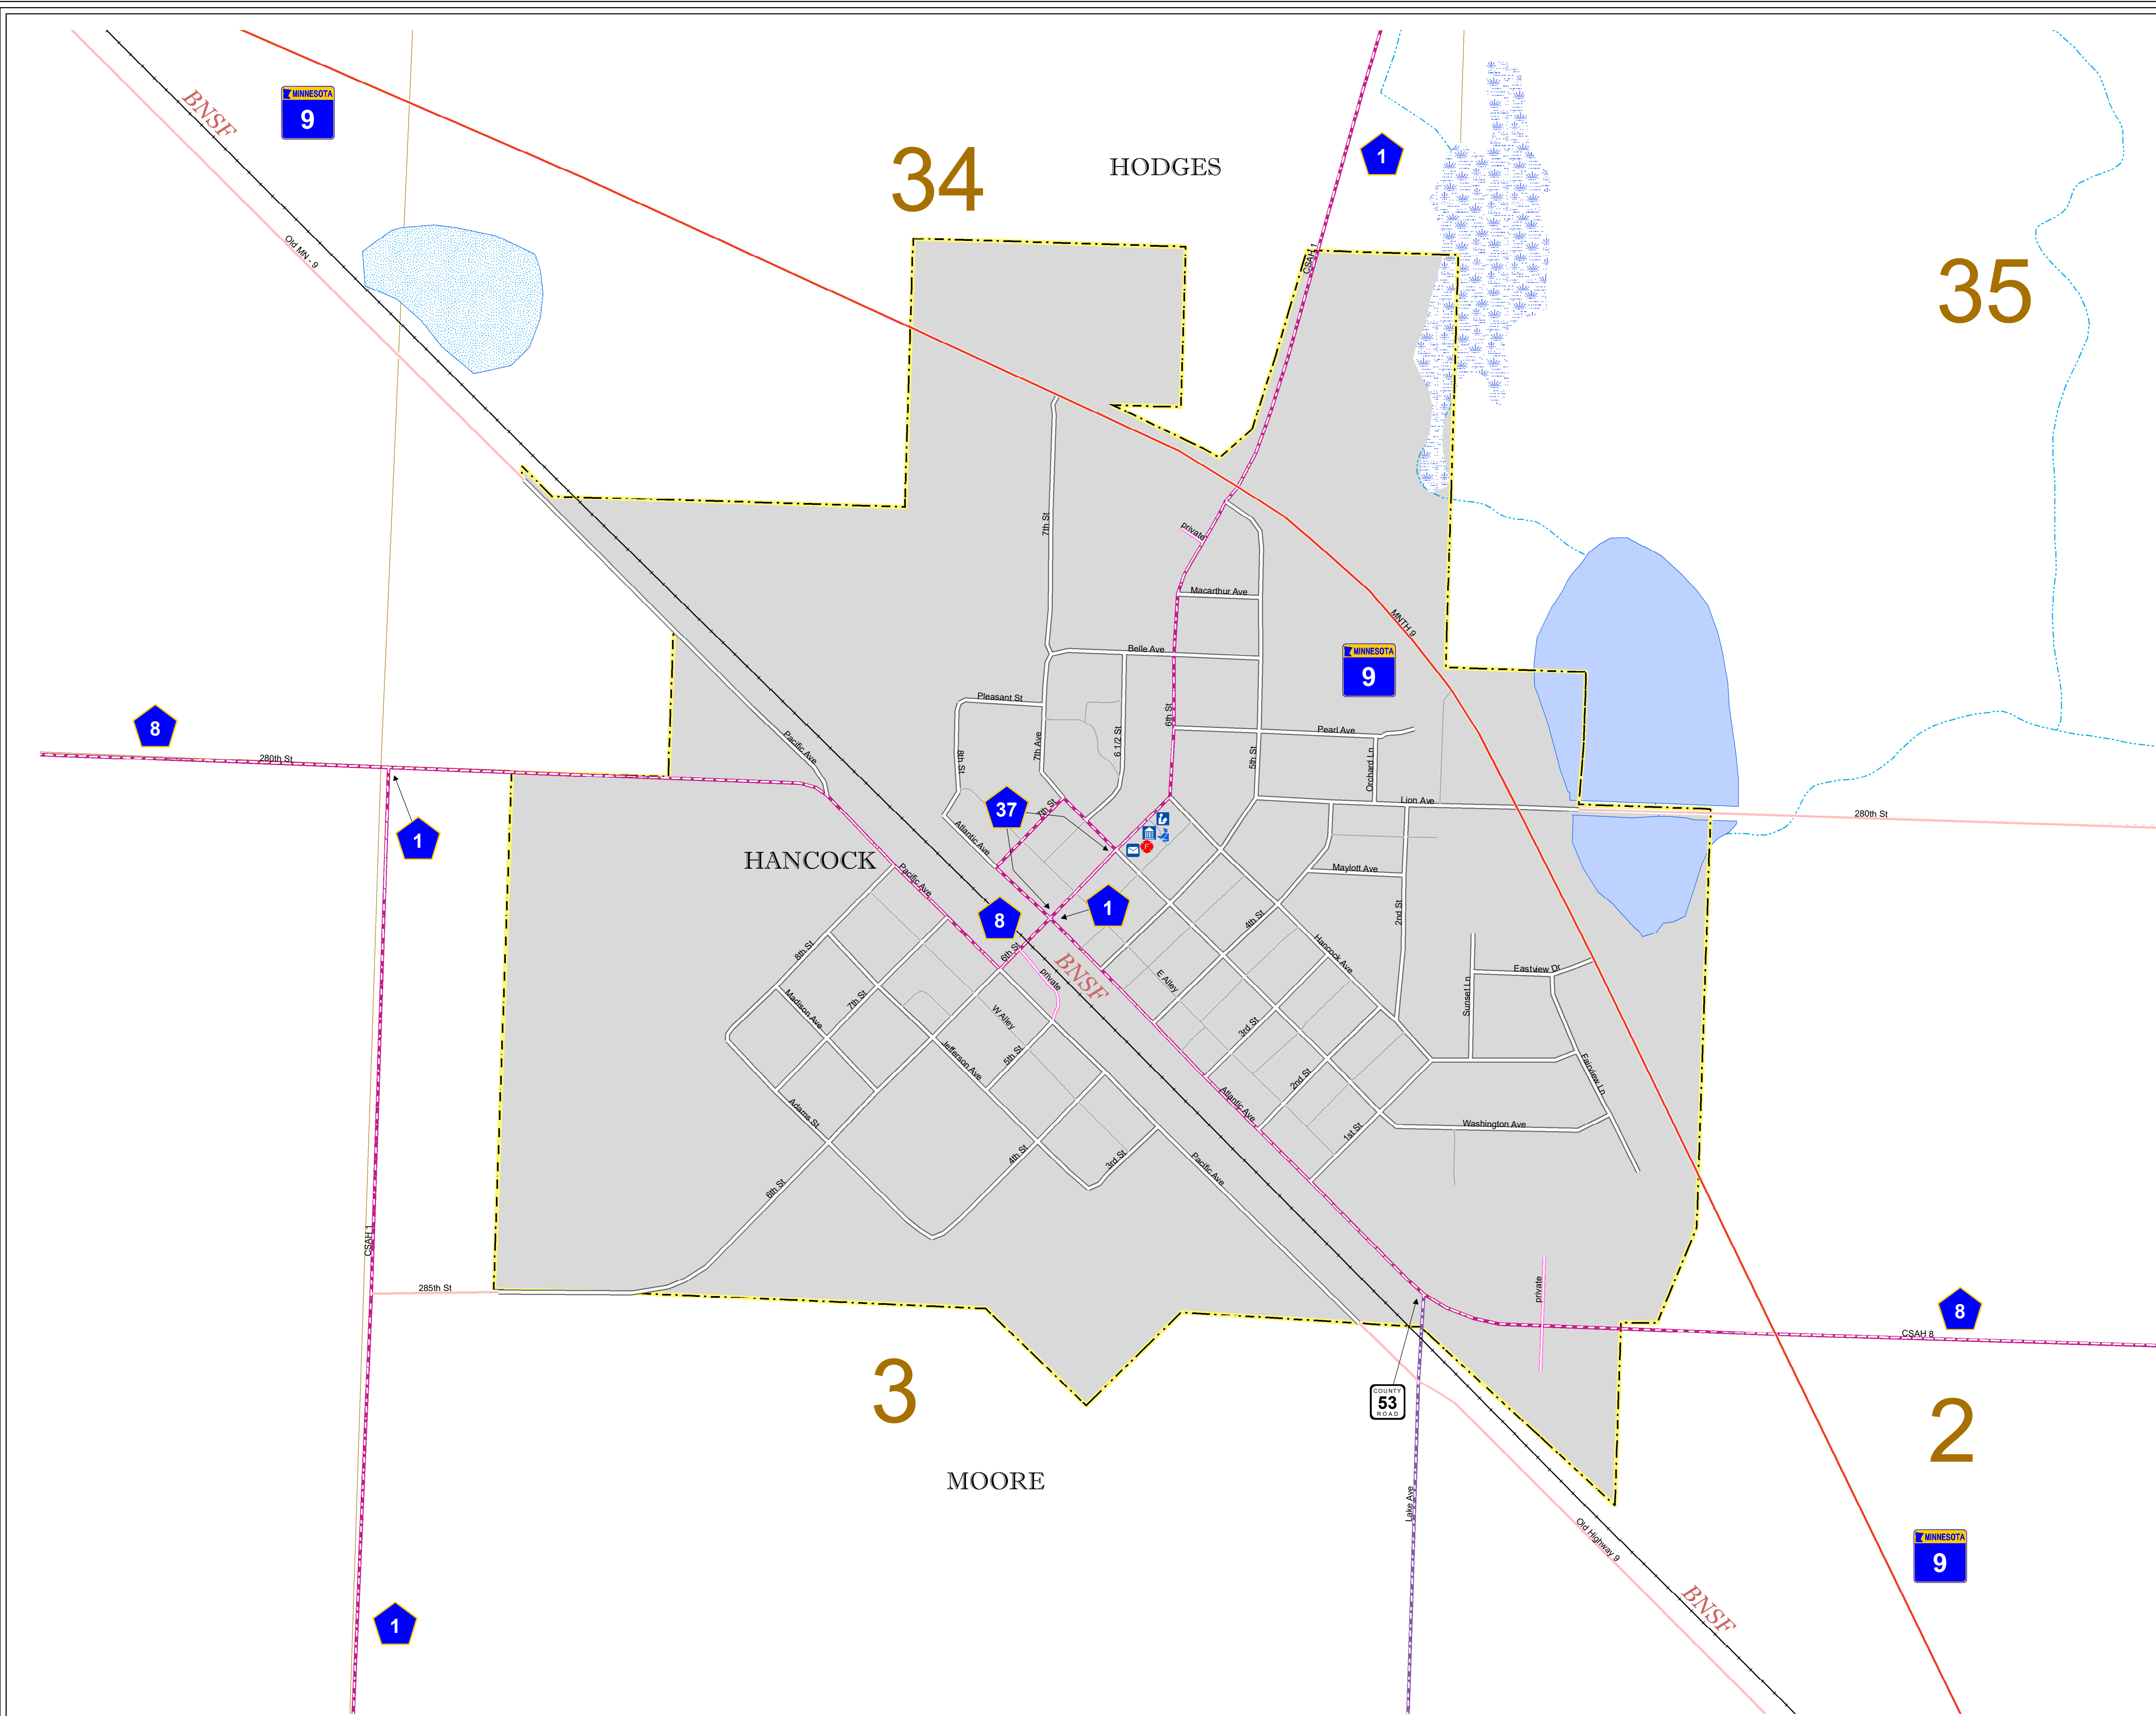 BNSF
MINNESOTA
9
34
HODGES
1
35
Old MN - 9
CSAH 1
7th St
private
Macarthur Ave
MNTH 9
Belle Ave
MINNESOTA
9
Pleasant St
6th St
8
280th St
Pacific Ave
8th St
7th Ave
6 1/2 St
5th St
Pearl Ave
Orchard Ln
Lion Ave
280th St
37
7th St
1
Atlantic Ave
P
HANCOCK
Pacific Ave
Maylott Ave
8
1
2nd St
4th St
Hancock Ave
8th St
6th St
private
BNSF
E Alley
Eastview Dr
Sunset Ln
Madison Ave
7th St
W Alley
3rd St
Jefferson Ave
5th St
2nd St
Fairview Ln
Adams St
Atlantic Ave
1st St
Washington Ave
4th St
3rd St
Pacific Ave
6th St
CSAH 1
285th St
private
8
CSAH 8
3
COUNTY
53
ROAD
2
MOORE
Lake Ave
Old Highway 9
MINNESOTA
9
BNSF
1